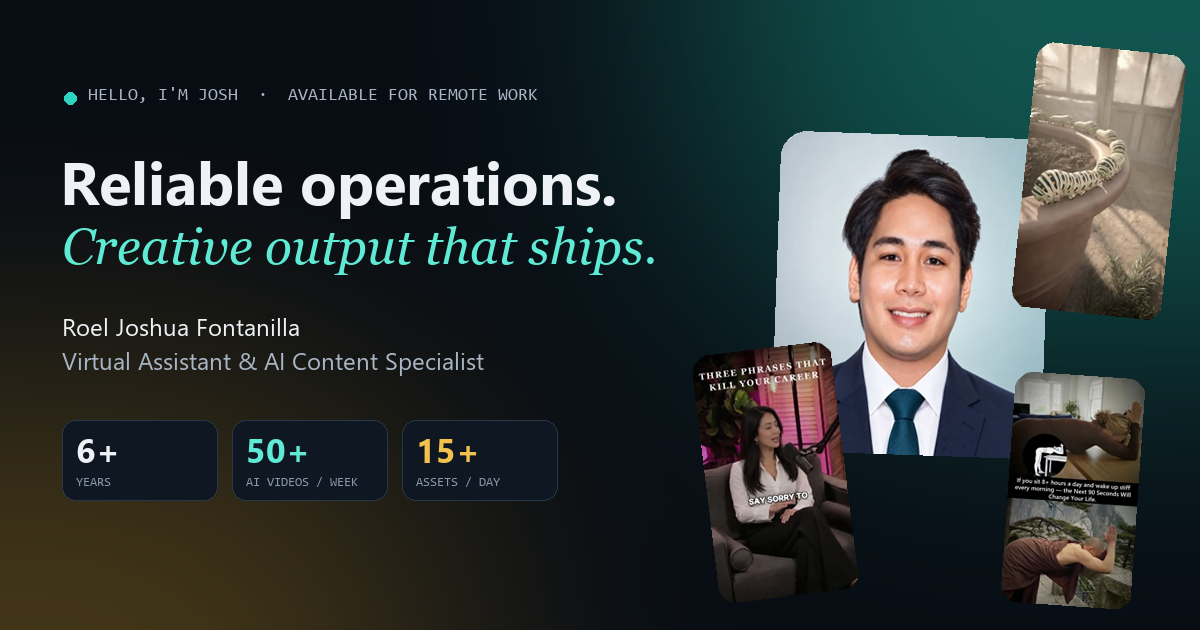 HELLO, I'M JOSH · AVAILABLE FOR REMOTE WORK
Reliable operations.
Creative output that ships.
Roel Joshua Fontanilla
Virtual Assistant & AI Content Specialist
6+
YEARS
50+
AI VIDEOS / WEEK
15+
ASSETS / DAY
THREE PHRASES THAT
KILL YOUR CAREER
SAY SORRY TO
If you sit 8+ hours a day and wake up stiff
every morning — the Next 90 Seconds Will
Change Your Life.